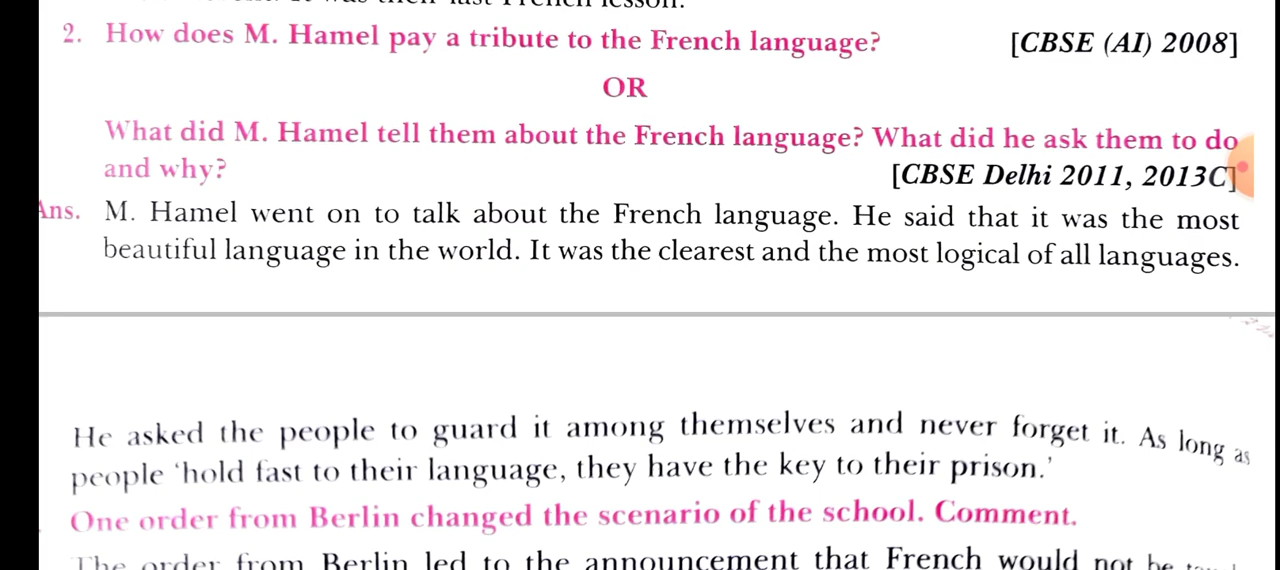 2. How does M. Hamel pay a tribute to the French language? [CBSE (AI) 2008]
OR
What did M. Hamel tell them about the French language? What did he ask them to do
and why? [CBSE Delhi 2011, 2013C]
Ans. M. Hamel went on to talk about the French language. He said that it was the most
beautiful language in the world. It was the clearest and the most logical of all languages.
He asked the people to guard it among themselves and never forget it. As long as
people 'hold fast to their language, they have the key to their prison.'
One order from Berlin changed the scenario of the school. Comment.
The order from Berlin led to the announcement that French would not be